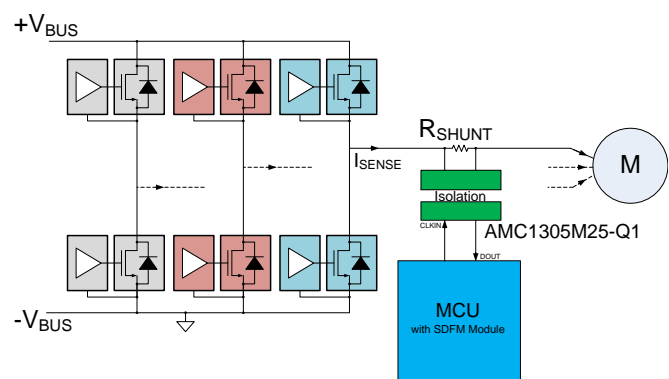 +VBUS
RSHUNT
ISENSE
M
Isolation
CLKIN
AMC1305M25-Q1
DOUT
MCU
with SDFM Module
-VBUS